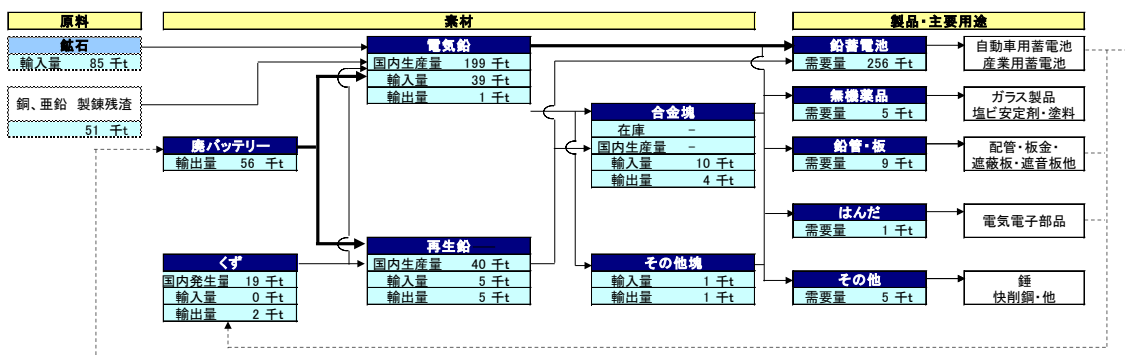 原料
素材
製品・主要用途
鉱石
輸入量 85 千t
銅、亜鉛 製錬残渣
51 千t
廃バッテリー
輸出量 56 千t
くず
国内発生量 19 千t
輸入量 0 千t
輸出量 2 千t
電気鉛
国内生産量 199 千t
輸入量 39 千t
輸出量 1 千t
再生鉛
国内生産量 40 千t
輸入量 5 千t
輸出量 5 千t
合金塊
在庫 -
国内生産量 -
輸入量 10 千t
輸出量 4 千t
その他塊
輸入量 1 千t
輸出量 1 千t
鉛蓄電池
需要量 256 千t
無機薬品
需要量 5 千t
鉛管・板
需要量 9 千t
はんだ
需要量 1 千t
その他
需要量 5 千t
自動車用蓄電池
産業用蓄電池
ガラス製品
塩ビ安定剤・塗料
配管・板金・
遮蔽板・遮音板他
電気電子部品
錘
快削鋼・他